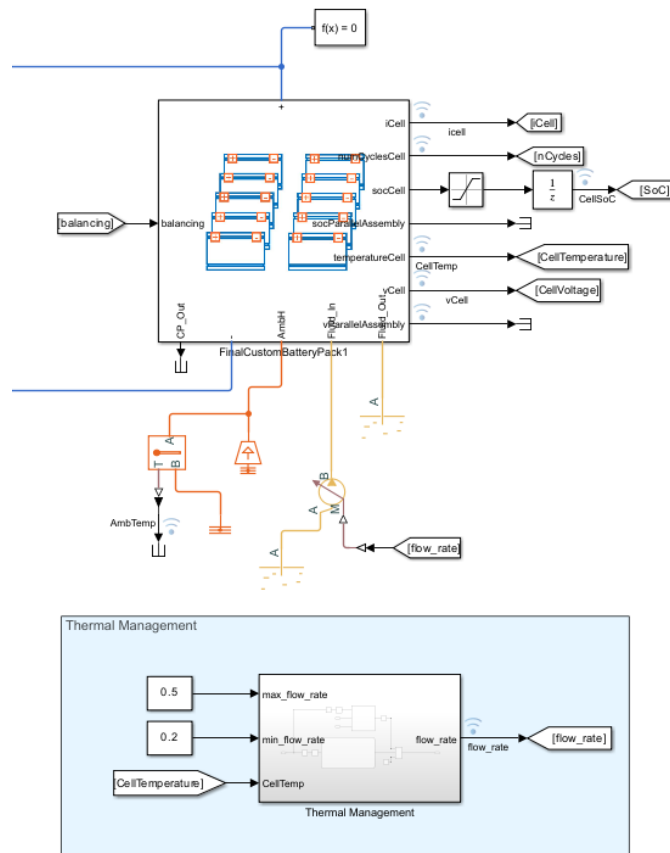 f(x) = 0
+
iCell
icell
[iCell]
numCyclesCell
[nCycles]
socCell
1
z
CellSoC
[SoC]
[balancing]
balancing
socParallelAssembly
temperatureCell
CellTemp
[CellTemperature]
vCell
vCell
[CellVoltage]
vParallelAssembly
CP_Out
-
AmbH
Fluid_In
Fluid_Out
FinalCustomBatteryPack1
A
A
T
B
B
A
M
AmbTemp
[flow_rate]
A
Thermal Management
0.5
max_flow_rate
0.2
min_flow_rate
flow_rate
flow_rate
[flow_rate]
[CellTemperature]
CellTemp
Thermal Management